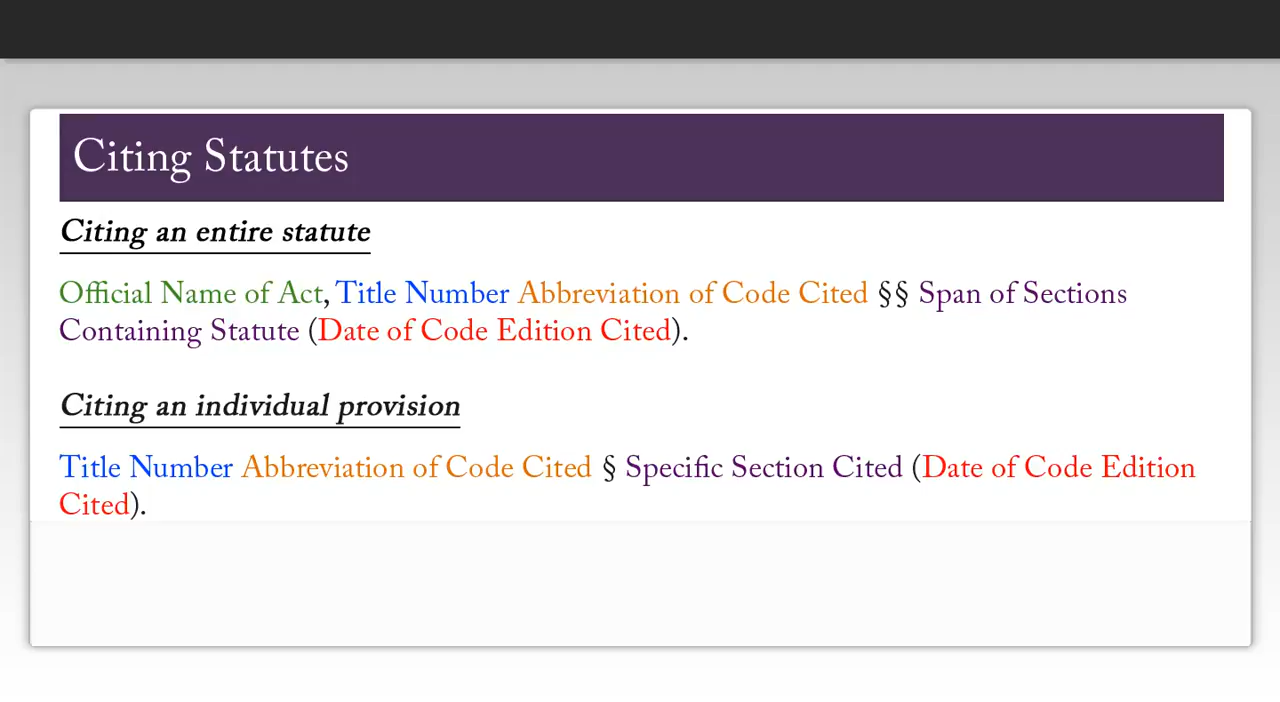 Citing Statutes
Citing an entire statute
Official Name of Act, Title Number Abbreviation of Code Cited §§ Span of Sections
Containing Statute (Date of Code Edition Cited).
Citing an individual provision
Title Number Abbreviation of Code Cited § Specific Section Cited (Date of Code Edition
Cited).